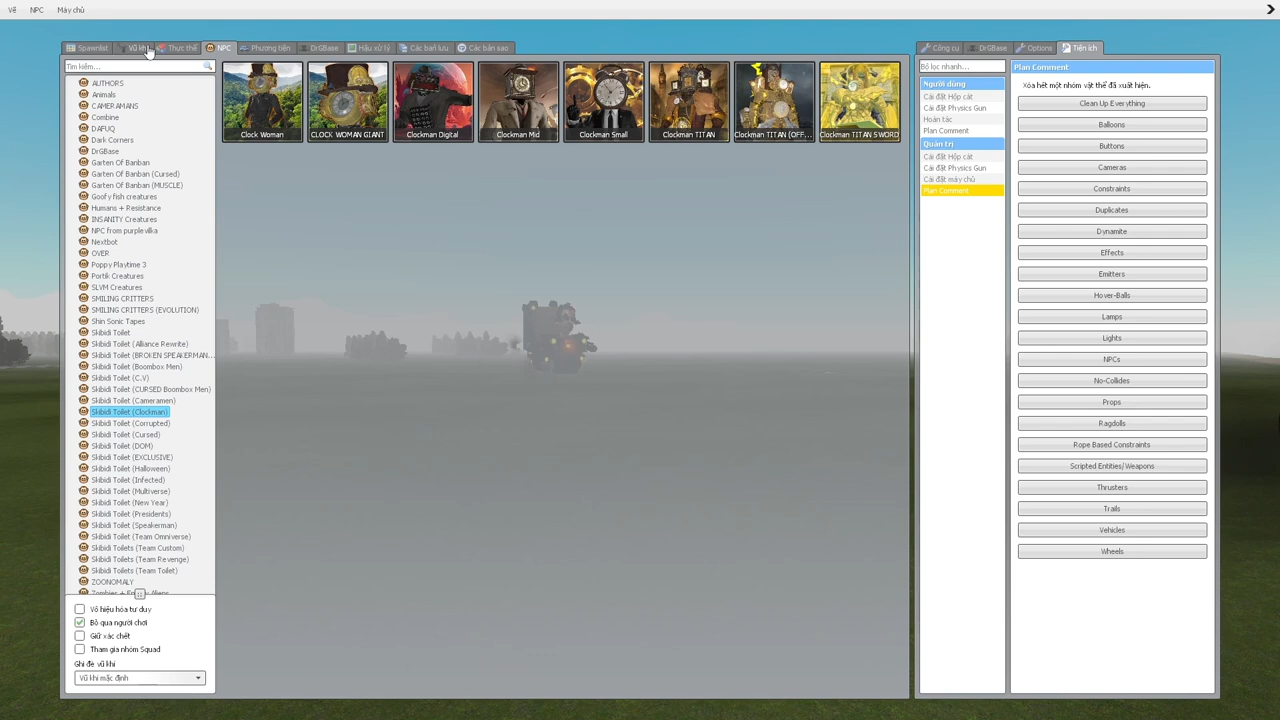 Vẽ NPC Máy chủ
Spawnlist Vũ khí Thực thể NPC Phương tiện DrGBase Hậu xử lý Các bản lưu Các bản sao
Tìm kiếm...
AUTHORS
Animals
CAMERAMANS
Combine
DAFUQ
Dark Corners
DrGBase
Garten Of Banban
Garten Of Banban (Cursed)
Garten Of Banban (MUSCLE)
Goofy fish creatures
Humans + Resistance
INSANITY Creatures
NPC from purplevilka
Nextbot
OVER
Poppy Playtime 3
Portik Creatures
SLVM Creatures
SMILING CRITTERS
SMILING CRITTERS (EVOLUTION)
Shin Sonic Tapes
Skibidi Toilet
Skibidi Toilet (Alliance Rewrite)
Skibidi Toilet (BROKEN SPEAKERMAN...
Skibidi Toilet (Boombox Men)
Skibidi Toilet (C.V)
Skibidi Toilet (CURSED Boombox Men)
Skibidi Toilet (Cameramen)
Skibidi Toilet (Clockman)
Skibidi Toilet (Corrupted)
Skibidi Toilet (Cursed)
Skibidi Toilet (DOM)
Skibidi Toilet (EXCLUSIVE)
Skibidi Toilet (Halloween)
Skibidi Toilet (Infected)
Skibidi Toilet (Multiverse)
Skibidi Toilet (New Year)
Skibidi Toilet (Presidents)
Skibidi Toilet (Speakerman)
Skibidi Toilet (Team Omniverse)
Skibidi Toilets (Team Custom)
Skibidi Toilets (Team Revenge)
Skibidi Toilets (Team Toilet)
ZOONOMALY
Zombies + Enemy Aliens
Vô hiệu hóa tư duy
Bỏ qua người chơi
Giữ xác chết
Tham gia nhóm Squad
Ghi đè vũ khí
Vũ khí mặc định
Clock Woman
CLOCK WOMAN GIANT
Clockman Digital
Clockman Mid
Clockman Small
Clockman TITAN
Clockman TITAN (OFF...
Clockman TITAN SWORD
Công cụ DrGBase Options Tiện ích
Bộ lọc nhanh...
Người dùng
Cài đặt Hộp cát
Cài đặt Physics Gun
Hoàn tác
Plan Comment
Quản trị
Cài đặt Hộp cát
Cài đặt Physics Gun
Cài đặt máy chủ
Plan Comment
Plan Comment
Xóa hết một nhóm vật thể đã xuất hiện.
Clean Up Everything
Balloons
Buttons
Cameras
Constraints
Duplicates
Dynamite
Effects
Emitters
Hover-Balls
Lamps
Lights
NPCs
No-Collides
Props
Ragdolls
Rope Based Constraints
Scripted Entities/Weapons
Thrusters
Trails
Vehicles
Wheels